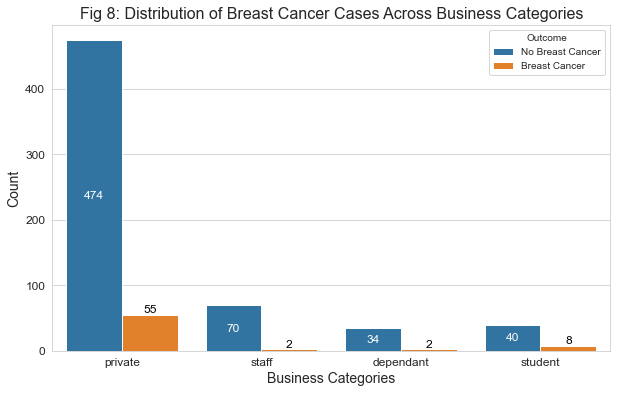 Fig 8: Distribution of Breast Cancer Cases Across Business Categories
Outcome
No Breast Cancer
Breast Cancer
Count
400
300
200
100
0
474
55
70
2
34
2
40
8
private
staff
dependant
student
Business Categories